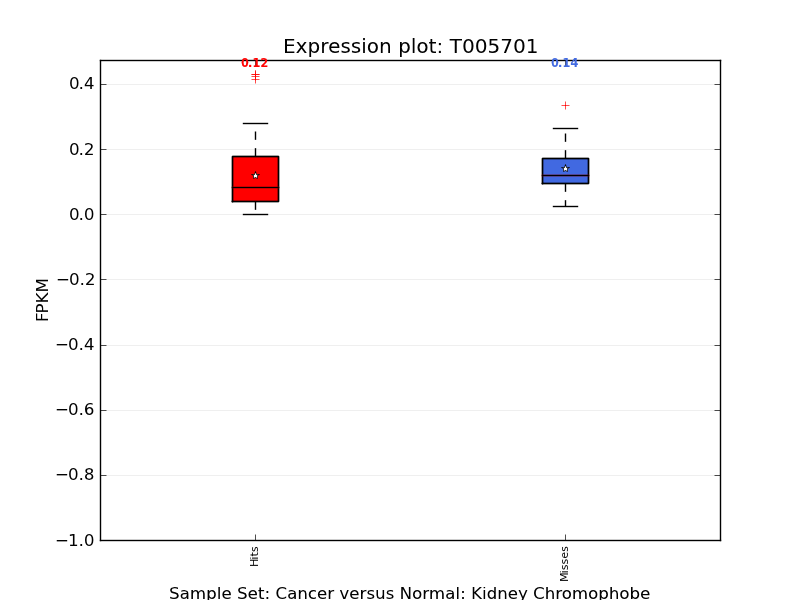 Expression plot: T005701
0.12
0.14
0.4
0.2
0.0
−0.2
−0.4
−0.6
−0.8
−1.0
FPKM
Hits
Misses
Sample Set: Cancer versus Normal: Kidney Chromophobe